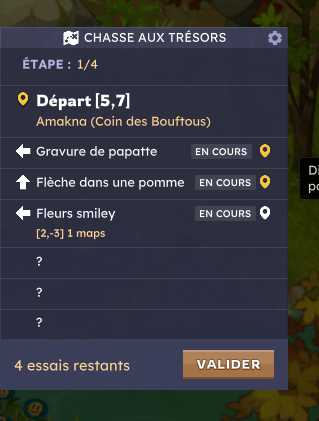 CHASSE AUX TRÉSORS
ÉTAPE : 1/4
Départ [5,7]
Amakna (Coin des Bouftous)
Gravure de papatte EN COURS
Flèche dans une pomme EN COURS
Fleurs smiley EN COURS
[2,-3] 1 maps
?
?
?
4 essais restants VALIDER